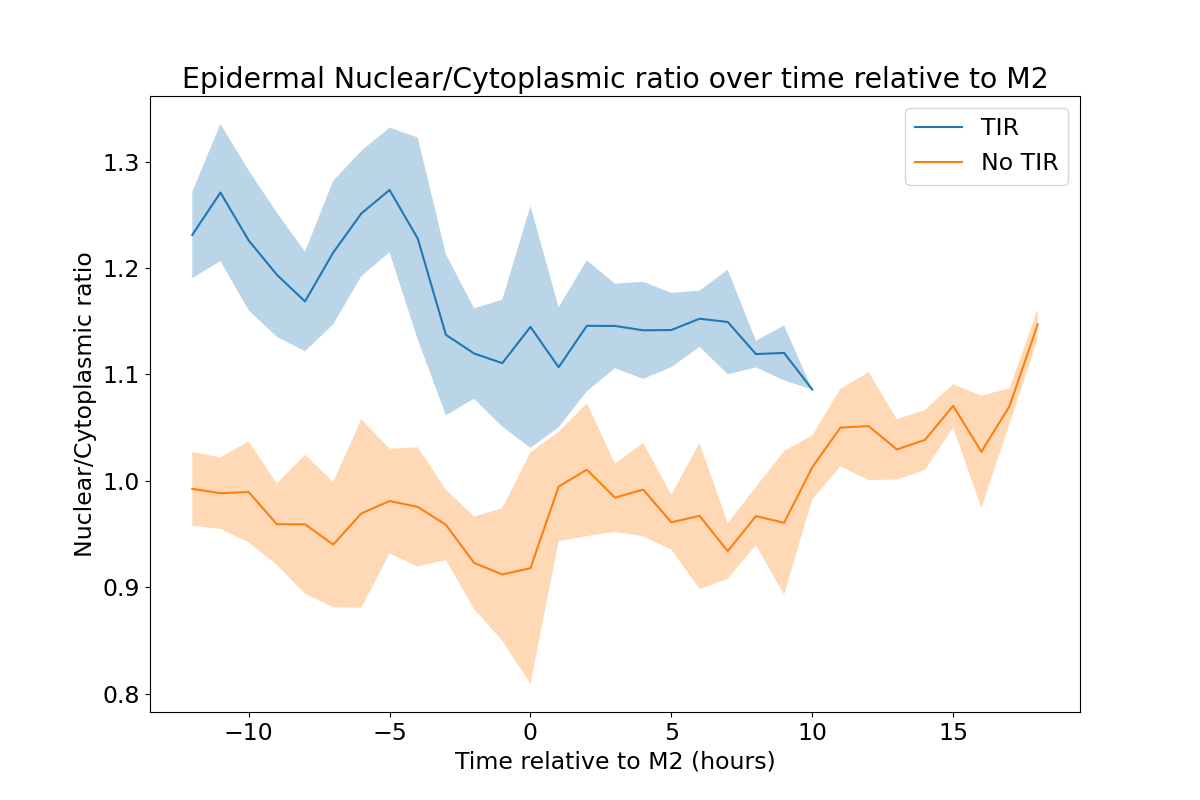 Epidermal Nuclear/Cytoplasmic ratio over time relative to M2
TIR
No TIR
Nuclear/Cytoplasmic ratio
1.3
1.2
1.1
1.0
0.9
0.8
−10 −5 0 5 10 15
Time relative to M2 (hours)